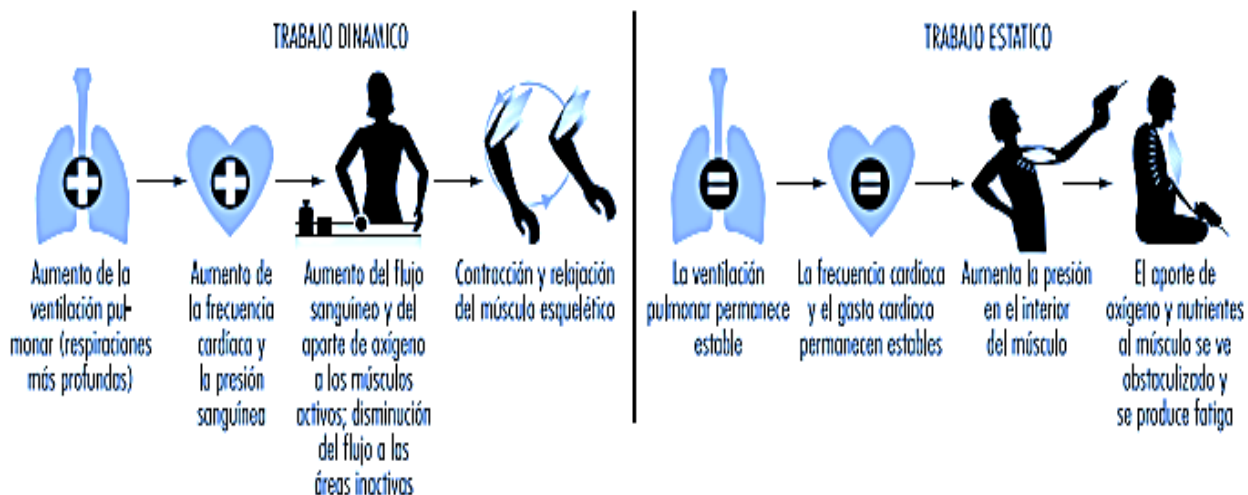 TRABAJO DINAMICO
Aumento de la
ventilación pul-
monar (respiraciones
más profundas)
Aumento de
la frecuencia
cardíaca y
la presión
sanguínea
Aumento del flujo
sanguíneo y del
aporte de oxígeno
a los músculos
activos; disminución
del flujo a las
áreas inactivas
Contracción y relajación
del músculo esquelético
TRABAJO ESTATICO
La ventilación
pulmonar permanece
estable
La frecuencia cardíaca
y el gasto cardíaco
permanecen estables
Aumenta la presión
en el interior
del músculo
El aporte de
oxígeno y nutrientes
al músculo se ve
obstaculizado y
se produce fatiga